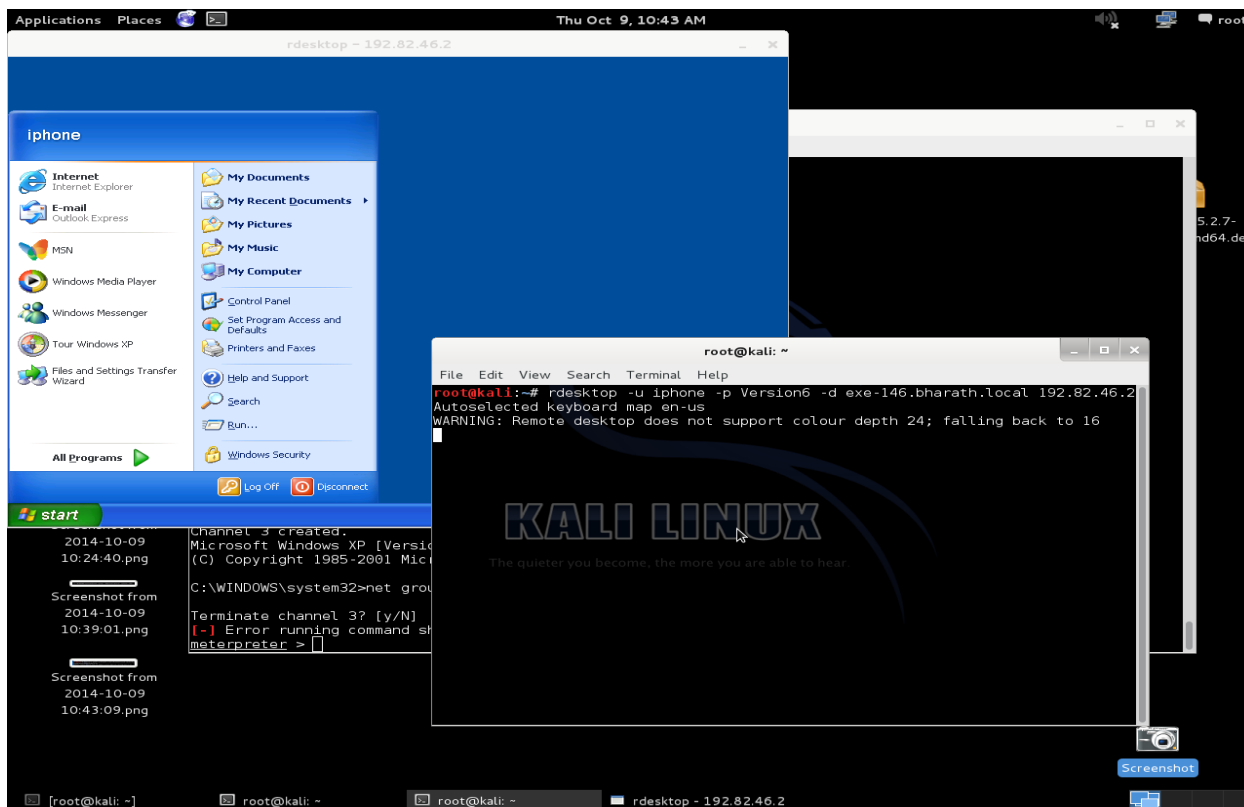 Applications Places Thu Oct 9, 10:43 AM root
rdesktop - 192.82.46.2
iphone
Internet
Internet Explorer
E-mail
Outlook Express
MSN
Windows Media Player
Windows Messenger
Tour Windows XP
Files and Settings Transfer
Wizard
All Programs
My Documents
My Recent Documents
My Pictures
My Music
My Computer
Control Panel
Set Program Access and
Defaults
Printers and Faxes
Help and Support
Search
Run...
Windows Security
Log Off
Disconnect
start
5.2.7-
root@kali: ~
File Edit View Search Terminal Help
root@kali:~# rdesktop -u iphone -p Version6 -d exe-146.bharath.local 192.82.46.2
Autoselected keyboard map en-us
WARNING: Remote desktop does not support colour depth 24; falling back to 16
KALI LINUX
The quieter you become, the more you are able to hear.
Channel 3 created.
Microsoft Windows XP [Versi
(C) Copyright 1985-2001 Mic
C:\WINDOWS\system32>net grou
Terminate channel 3? [y/N]
[-] Error running command sh
meterpreter >
Screenshot from
2014-10-09
10:24:40.png
Screenshot from
2014-10-09
10:39:01.png
Screenshot from
2014-10-09
10:43:09.png
Screenshot
[root@kali: ~]
root@kali: ~
root@kali: ~
rdesktop - 192.82.46.2